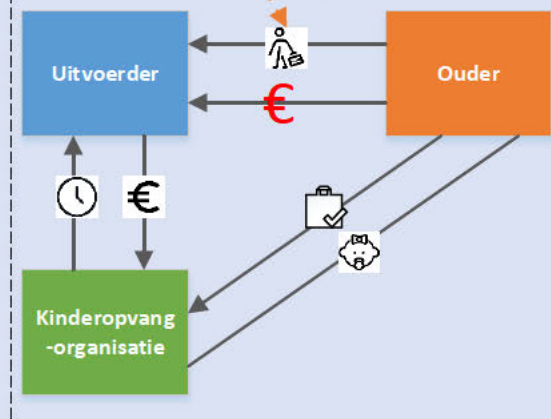 Uitvoerder
Ouder
€
€
Kinderopvang
-organisatie